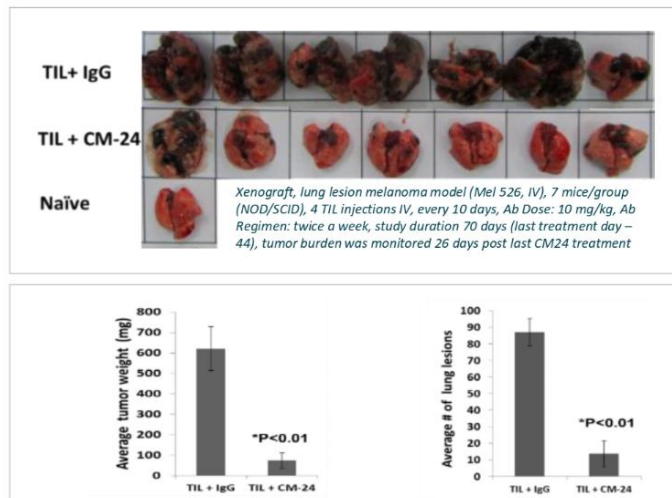 TIL+ IgG
TIL + CM-24
Naïve
Xenograft, lung lesion melanoma model (Mel 526, IV), 7 mice/group
(NOD/SCID), 4 TIL injections IV, every 10 days, Ab Dose: 10 mg/kg, Ab
Regimen: twice a week, study duration 70 days (last treatment day –
44), tumor burden was monitored 26 days post last CM24 treatment
Average tumor weight (mg)
800
700
600
500
400
300
200
100
0
*P<0.01
TIL + IgG TIL + CM-24
Average # of lung lesions
100
90
80
70
60
50
40
30
20
10
0
*P<0.01
TIL + IgG TIL + CM-24